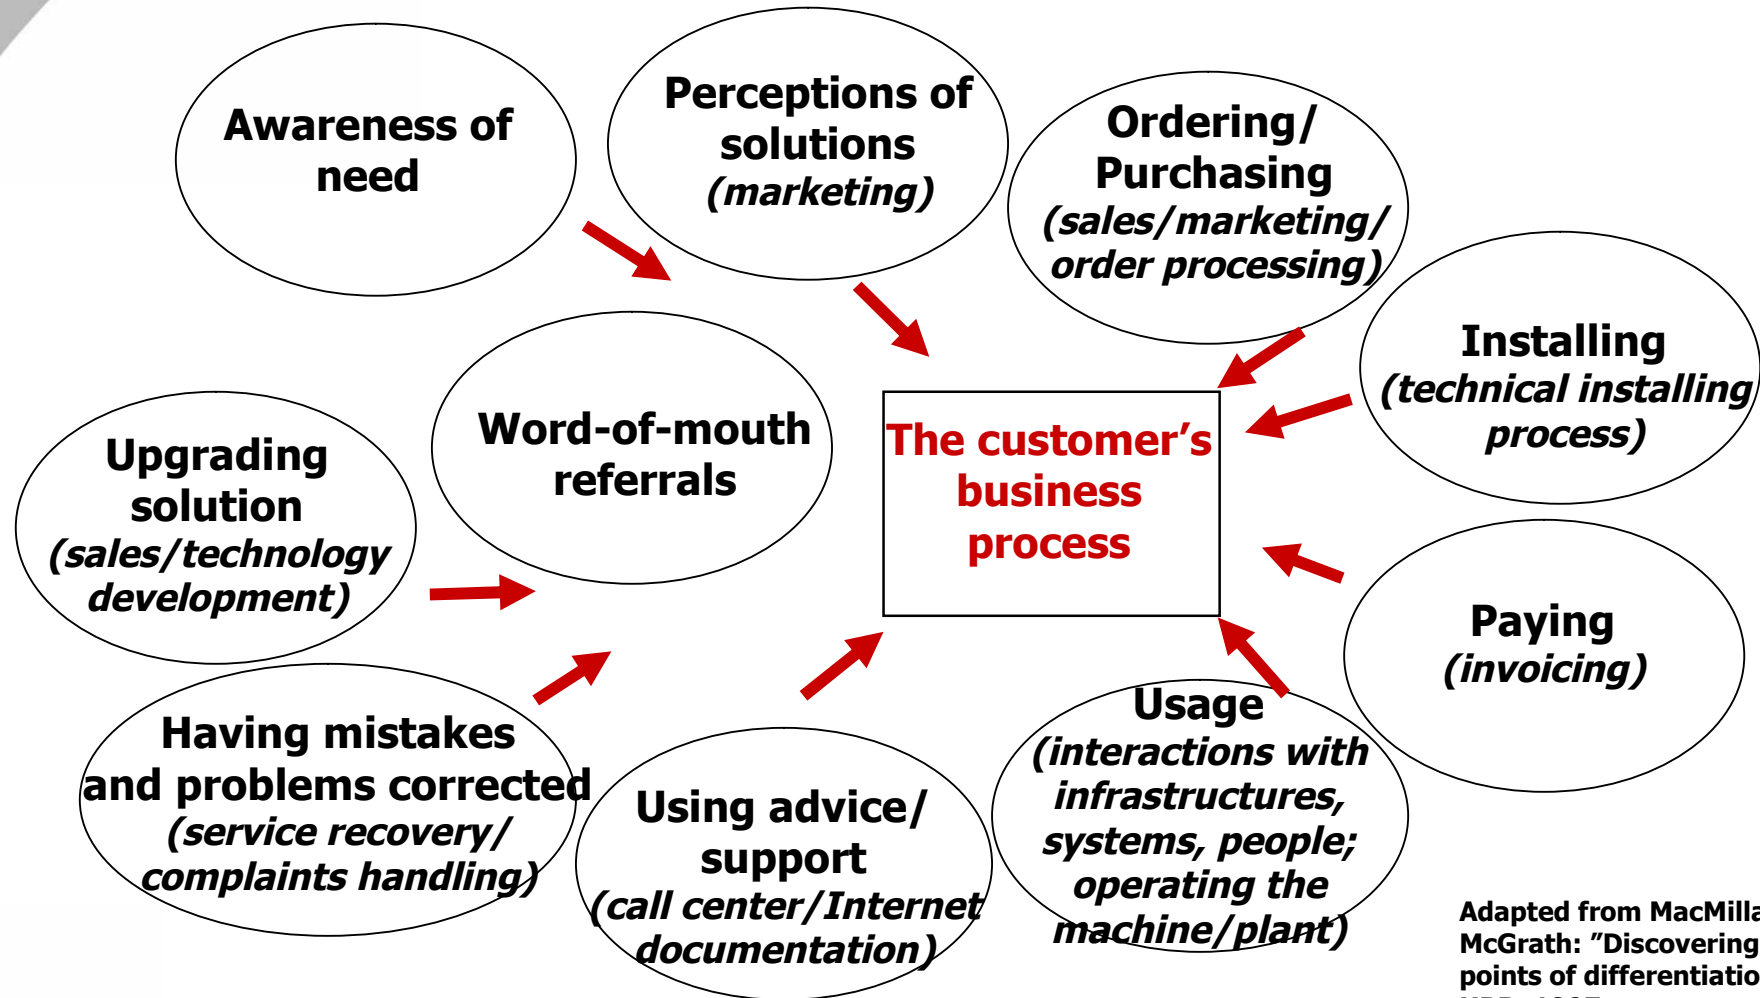 Awareness of
need
Perceptions of
solutions
(marketing)
Ordering/
Purchasing
(sales/marketing/
order processing)
Installing
(technical installing
process)
Paying
(invoicing)
Usage
(interactions with
infrastructures,
systems, people;
operating the
machine/plant)
Using advice/
support
(call center/Internet
documentation)
Having mistakes
and problems corrected
(service recovery/
complaints handling)
Upgrading
solution
(sales/technology
development)
Word-of-mouth
referrals
The customer’s
business
process
Adapted from MacMilla
McGrath: ”Discovering
points of differentiatio